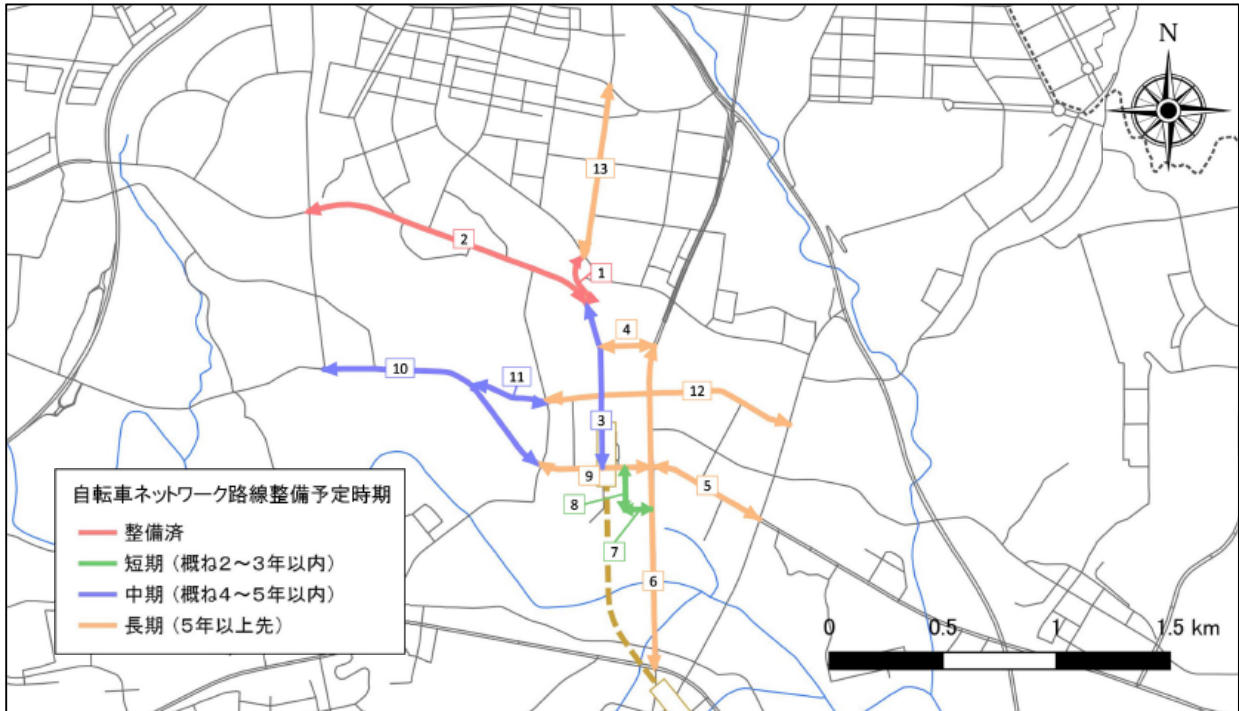 N
13
2
1
4
10
11
12
3
9
5
8
7
6
自転車ネットワーク路線整備予定時期
整備済
短期（概ね２～３年以内）
中期（概ね４～５年以内）
長期（５年以上先）
0 0.5 1 1.5 km